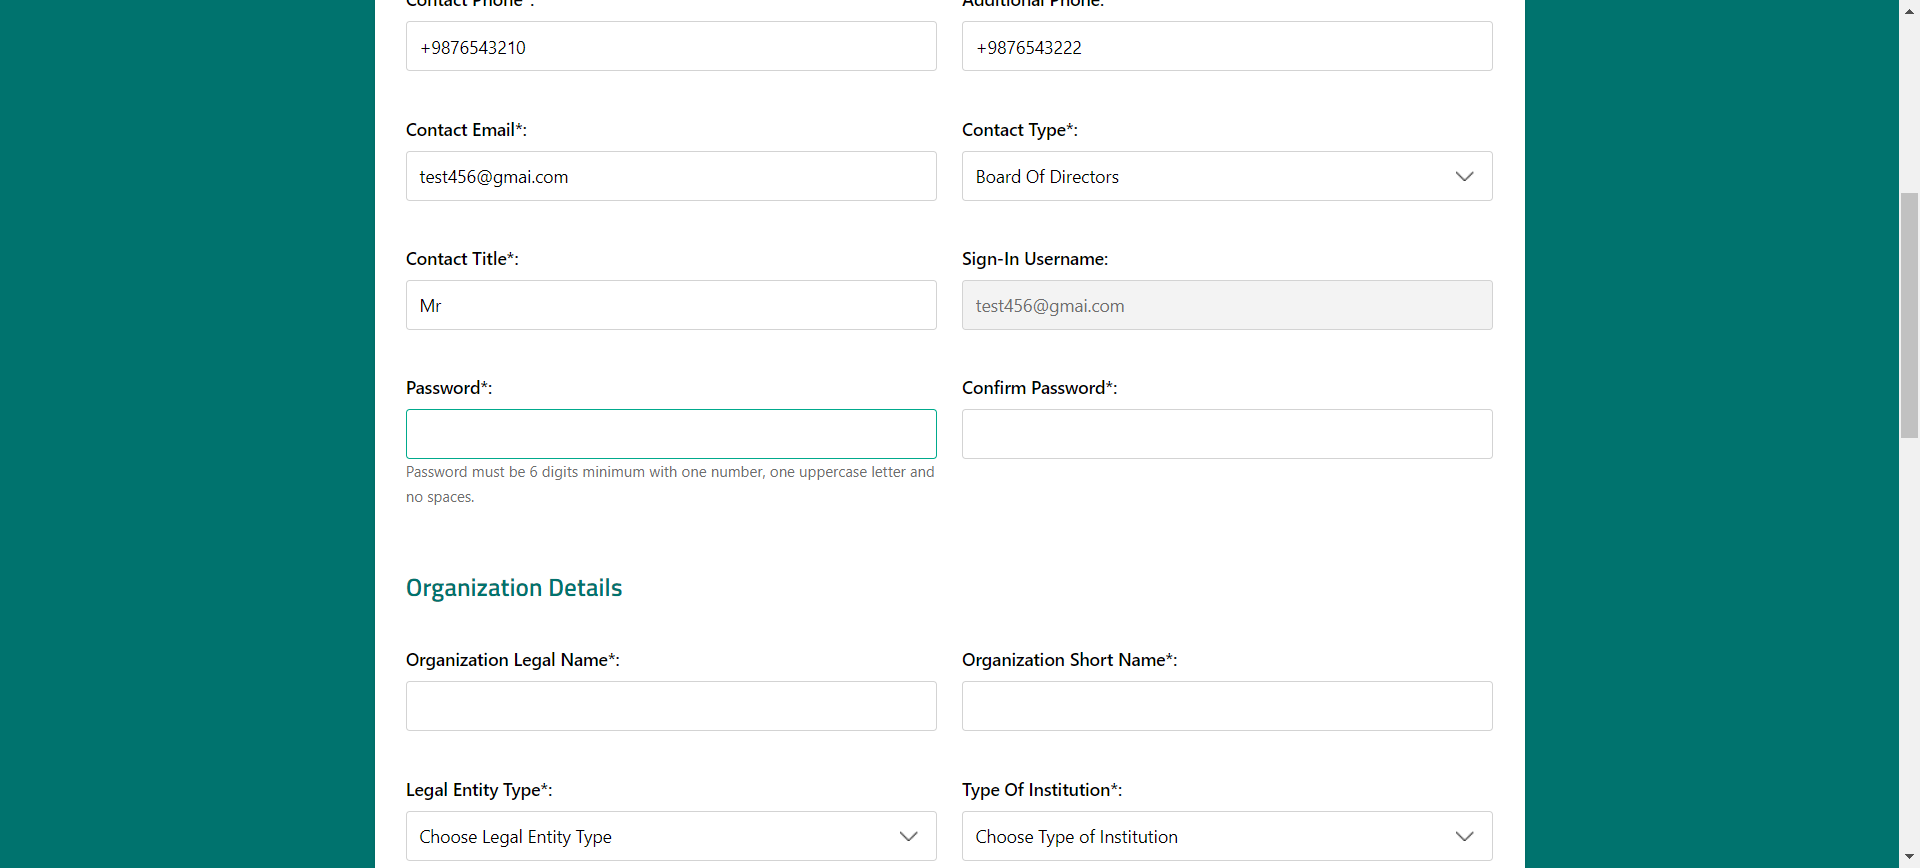 Contact Phone*: Additional Phone:
+9876543210 +9876543222
Contact Email*: Contact Type*:
test456@gmai.com Board Of Directors
Contact Title*: Sign-In Username:
Mr test456@gmai.com
Password*: Confirm Password*:
Password must be 6 digits minimum with one number, one uppercase letter and
no spaces.
Organization Details
Organization Legal Name*: Organization Short Name*:
Legal Entity Type*: Type Of Institution*:
Choose Legal Entity Type Choose Type of Institution